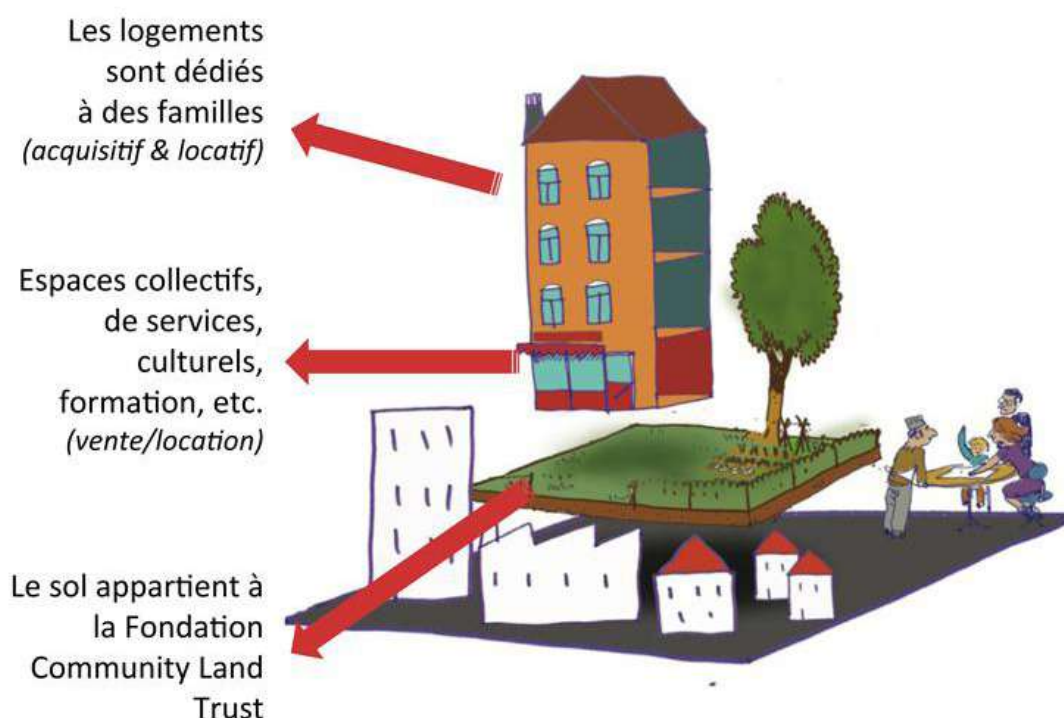 Les logements
sont dédiés
à des familles
(acquisitif & locatif)
Espaces collectifs,
de services,
culturels,
formation, etc.
(vente/location)
Le sol appartient à
la Fondation
Community Land
Trust